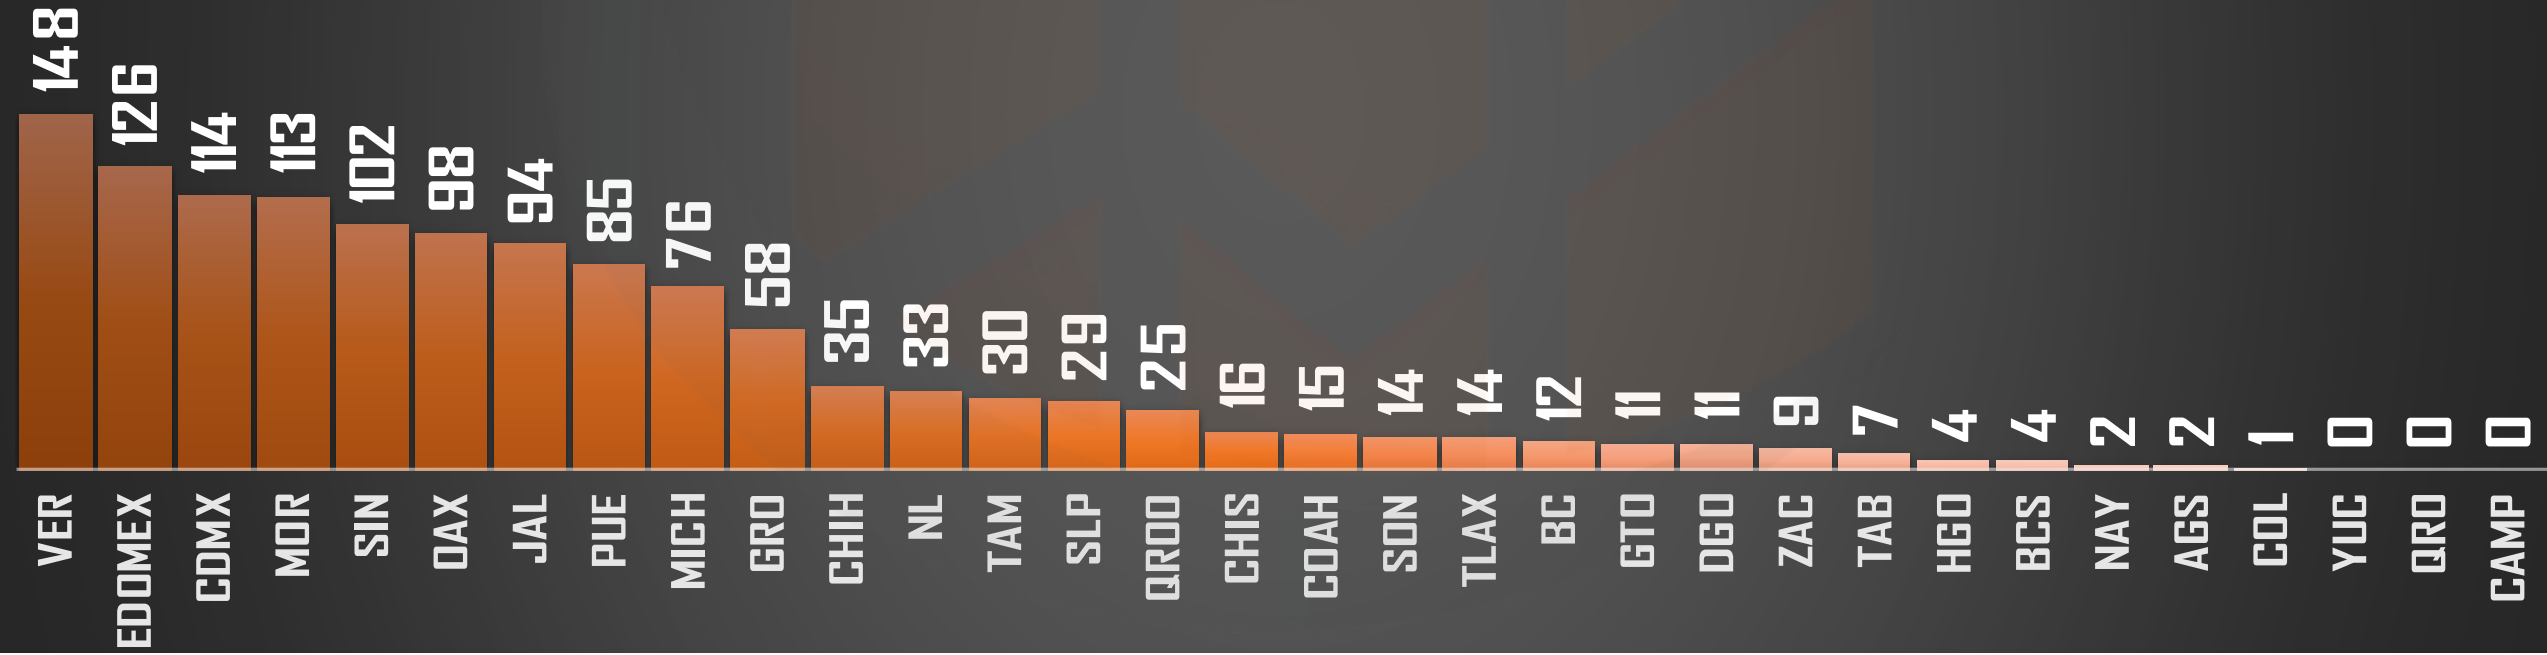 148
126
114
113
102
98
94
85
76
58
35
33
30
29
25
16
15
14
14
12
11
11
9
7
4
4
2
2
1
0
0
0
VER
EDOMEX
CDMX
MOR
SIN
OAX
JAL
PUE
MICH
GRO
CHIH
NL
TAM
SLP
QROO
CHIS
COAH
SON
TLAX
BC
GTO
DGO
ZAC
TAB
HGO
BCS
NAY
AGS
COL
YUC
QRO
CAMP